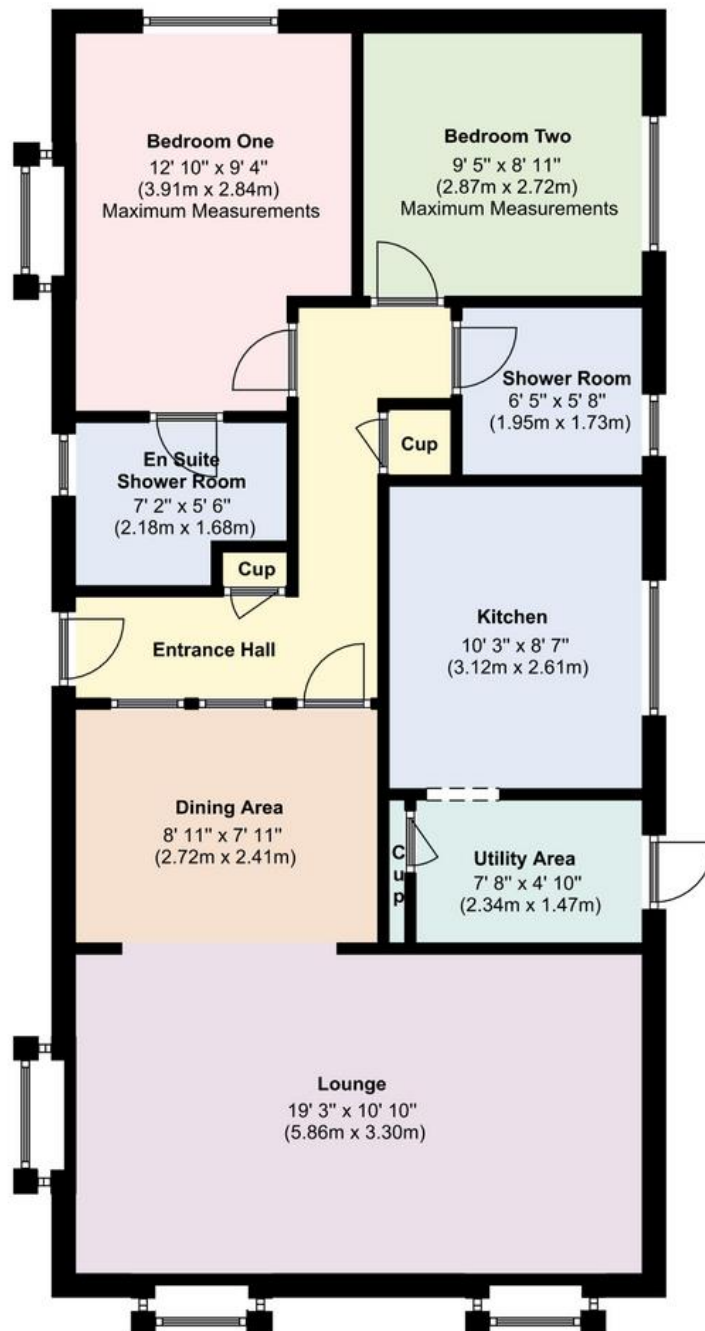 Bedroom One
12' 10" x 9' 4"
(3.91m x 2.84m)
Maximum Measurements
Bedroom Two
9' 5" x 8' 11"
(2.87m x 2.72m)
Maximum Measurements
Shower Room
6' 5" x 5' 8"
(1.95m x 1.73m)
Cup
En Suite
Shower Room
7' 2" x 5' 6"
(2.18m x 1.68m)
Cup
Entrance Hall
Kitchen
10' 3" x 8' 7"
(3.12m x 2.61m)
Dining Area
8' 11" x 7' 11"
(2.72m x 2.41m)
Cup
Utility Area
7' 8" x 4' 10"
(2.34m x 1.47m)
Lounge
19' 3" x 10' 10"
(5.86m x 3.30m)